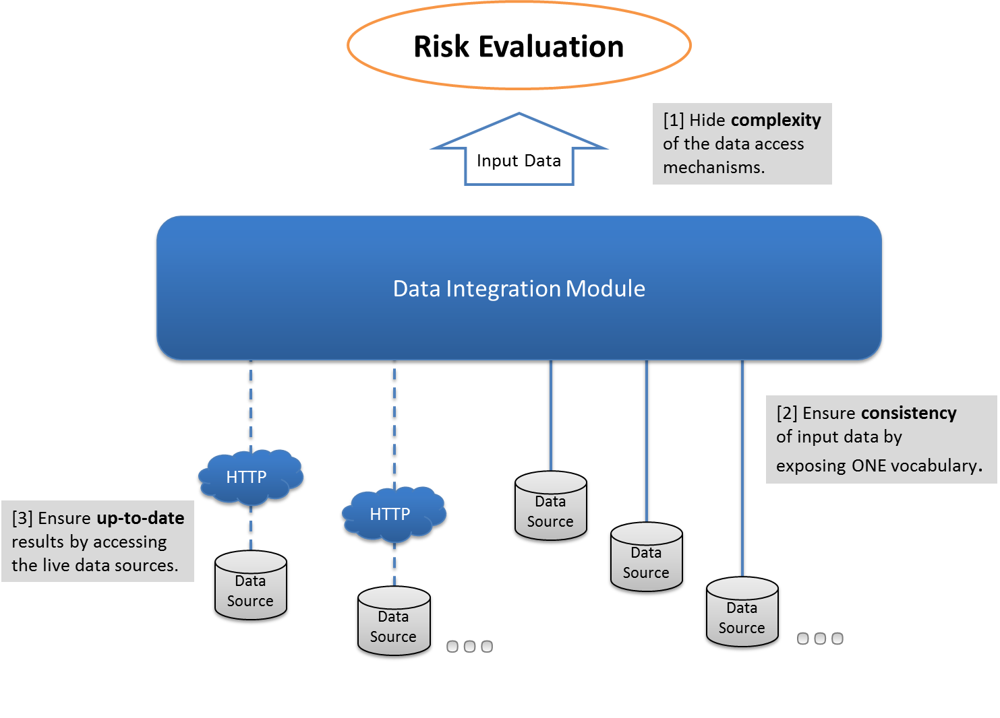 Risk Evaluation
[1] Hide complexity
of the data access
mechanisms.
Input Data
Data Integration Module
[2] Ensure consistency
of input data by
exposing ONE vocabulary.
HTTP
HTTP
[3] Ensure up-to-date
results by accessing
the live data sources.
Data
Source
Data
Source
Data
Source
Data
Source
Data
Source